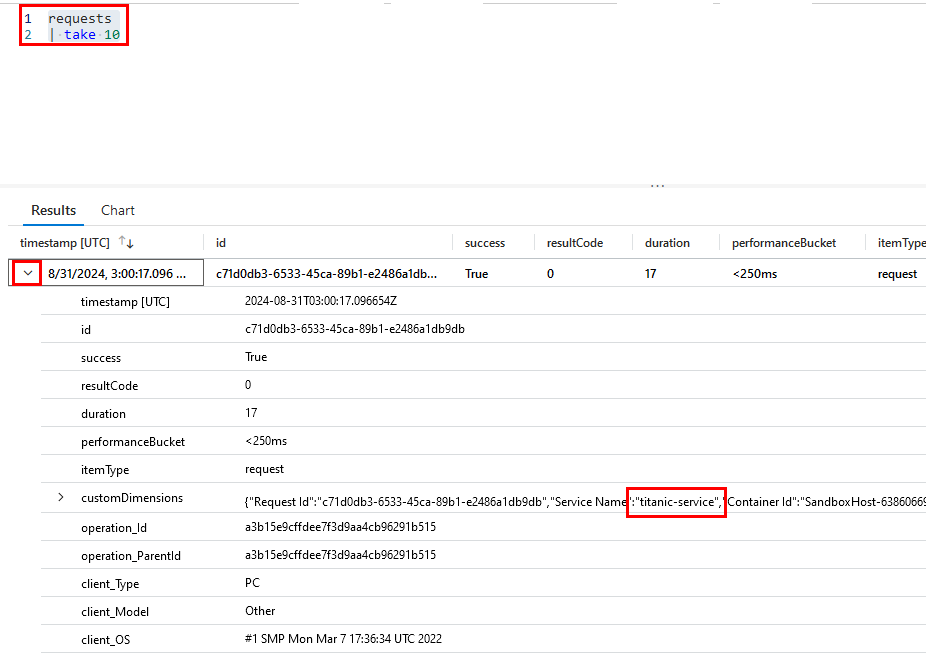 1 requests
2 | take 10
...
Results Chart
timestamp [UTC] ↑↓ id success resultCode duration performanceBucket itemType
8/31/2024, 3:00:17.096 ... c71d0db3-6533-45ca-89b1-e2486a1db... True 0 17 <250ms request
timestamp [UTC] 2024-08-31T03:00:17.096654Z
id c71d0db3-6533-45ca-89b1-e2486a1db9db
success True
resultCode 0
duration 17
performanceBucket <250ms
itemType request
customDimensions {"Request Id":"c71d0db3-6533-45ca-89b1-e2486a1db9db","Service Name":"titanic-service","Container Id":"SandboxHost-63860669
operation_Id a3b15e9cffdee7f3d9aa4cb96291b515
operation_ParentId a3b15e9cffdee7f3d9aa4cb96291b515
client_Type PC
client_Model Other
client_OS #1 SMP Mon Mar 7 17:36:34 UTC 2022